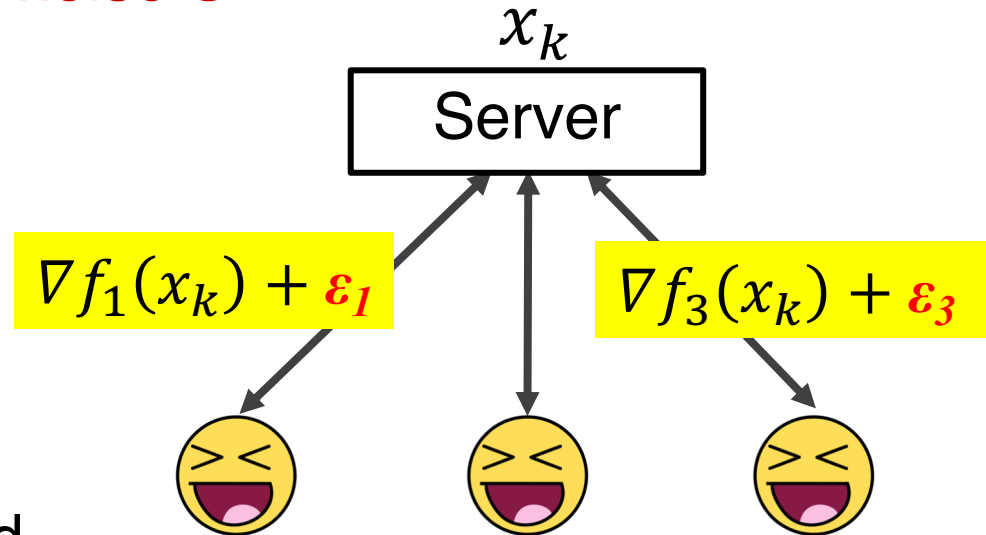 x_k
Server
∇f_1(x_k) + ε_1
∇f_3(x_k) + ε_3